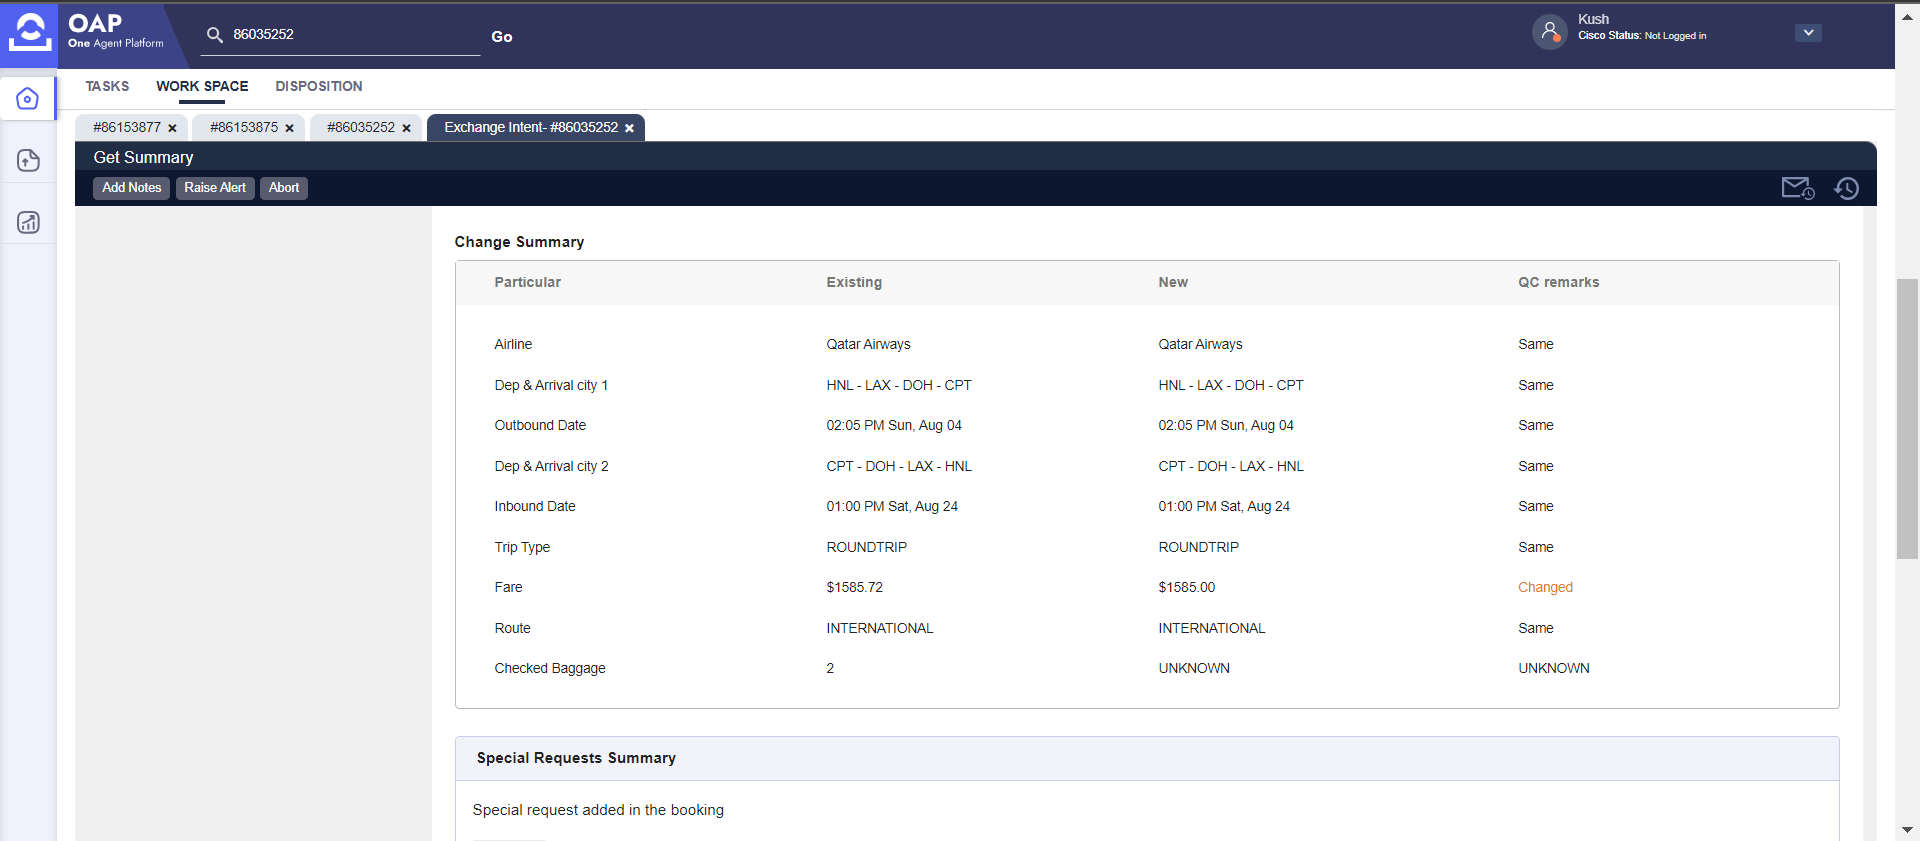 OAP
One Agent Platform
86035252
Go
Kush
Cisco Status: Not Logged in
TASKS
WORK SPACE
DISPOSITION
#86153877 ×
#86153875 ×
#86035252 ×
Exchange Intent- #86035252 ×
Get Summary
Add Notes
Raise Alert
Abort
Change Summary
Particular Existing New QC remarks
Airline Qatar Airways Qatar Airways Same
Dep & Arrival city 1 HNL - LAX - DOH - CPT HNL - LAX - DOH - CPT Same
Outbound Date 02:05 PM Sun, Aug 04 02:05 PM Sun, Aug 04 Same
Dep & Arrival city 2 CPT - DOH - LAX - HNL CPT - DOH - LAX - HNL Same
Inbound Date 01:00 PM Sat, Aug 24 01:00 PM Sat, Aug 24 Same
Trip Type ROUNDTRIP ROUNDTRIP Same
Fare $1585.72 $1585.00 Changed
Route INTERNATIONAL INTERNATIONAL Same
Checked Baggage 2 UNKNOWN UNKNOWN
Special Requests Summary
Special request added in the booking